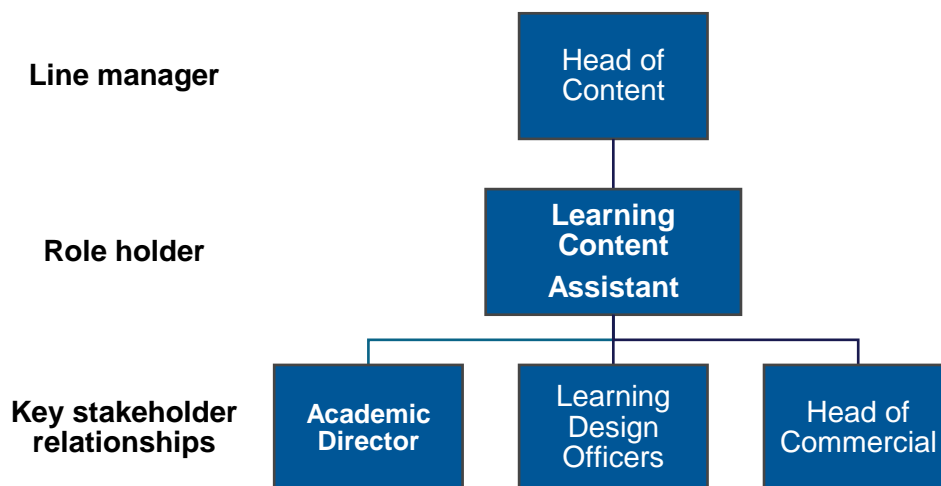 Line manager
Head of
Content
Role holder
Learning
Content
Assistant
Key stakeholder
relationships
Academic
Director
Learning
Design
Officers
Head of
Commercial